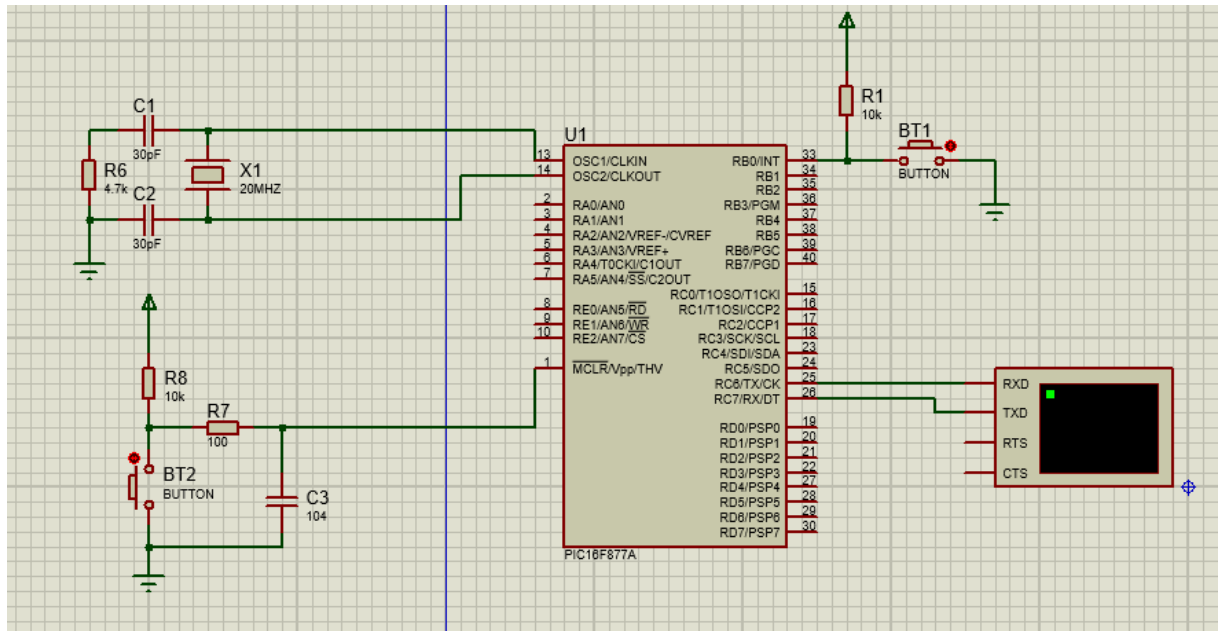 C1
30pF
R6
4.7k
C2
30pF
X1
20MHZ
R8
10k
R7
100
BT2
BUTTON
C3
104
U1
13 OSC1/CLKIN
14 OSC2/CLKOUT
2 RA0/AN0
3 RA1/AN1
4 RA2/AN2/VREF-/CVREF
5 RA3/AN3/VREF+
6 RA4/T0CKI/C1OUT
7 RA5/AN4/SS/C2OUT
8 RE0/AN5/RD
9 RE1/AN6/WR
10 RE2/AN7/CS
1 MCLR/Vpp/THV
RB0/INT 33
RB1 34
RB2 35
RB3/PGM 36
RB4 37
RB5 38
RB6/PGC 39
RB7/PGD 40
RC0/T1OSO/T1CKI 15
RC1/T1OSI/CCP2 16
RC2/CCP1 17
RC3/SCK/SCL 18
RC4/SDI/SDA 23
RC5/SDO 24
RC6/TX/CK 25
RC7/RX/DT 26
RD0/PSP0 19
RD1/PSP1 20
RD2/PSP2 21
RD3/PSP3 22
RD4/PSP4 27
RD5/PSP5 28
RD6/PSP6 29
RD7/PSP7 30
PIC16F877A
R1
10k
BT1
BUTTON
RXD
TXD
RTS
CTS